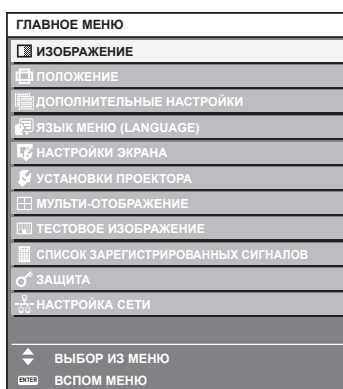 ГЛАВНОЕ МЕНЮ
ИЗОБРАЖЕНИЕ
ПОЛОЖЕНИЕ
ДОПОЛНИТЕЛЬНЫЕ НАСТРОЙКИ
ЯЗЫК МЕНЮ (LANGUAGE)
НАСТРОЙКИ ЭКРАНА
УСТАНОВКИ ПРОЕКТОРА
МУЛЬТИ-ОТОБРАЖЕНИЕ
ТЕСТОВОЕ ИЗОБРАЖЕНИЕ
СПИСОК ЗАРЕГИСТРИРОВАННЫХ СИГНАЛОВ
ЗАЩИТА
НАСТРОЙКА СЕТИ
ВЫБОР ИЗ МЕНЮ
ENTER ВСПОМ МЕНЮ